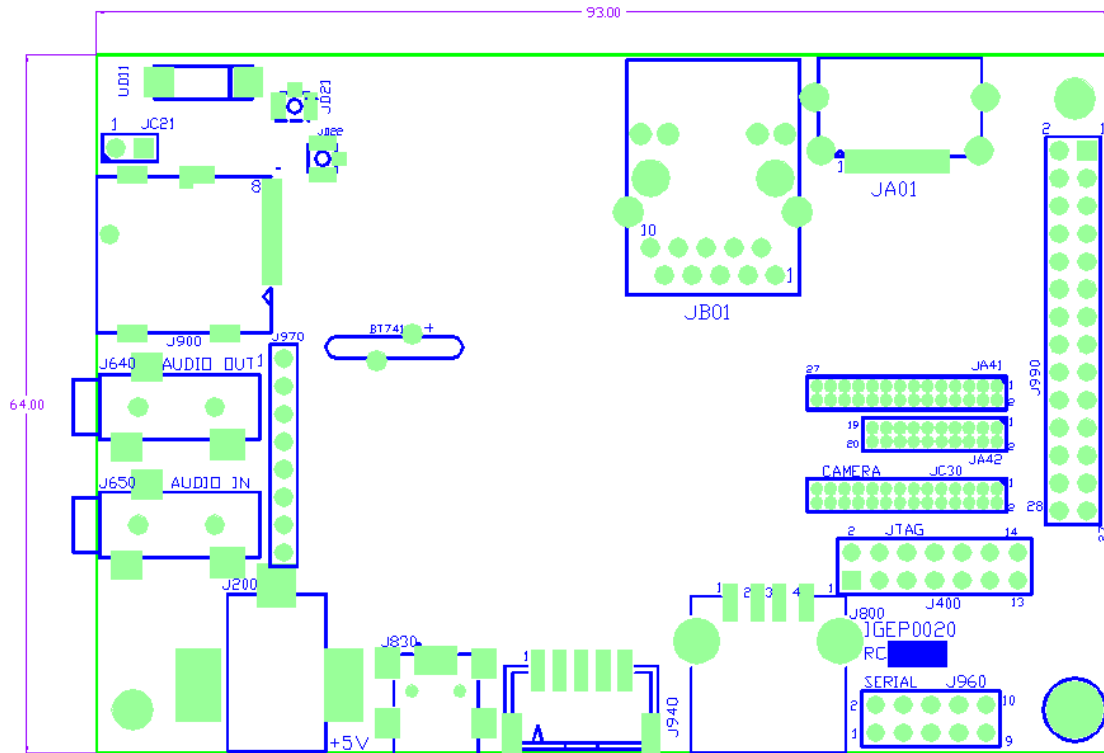 93.00
UD11
JD21
1 JC21
JD22
2 1
8
1
JA01
10
1
JB01
BT741 +
J900
J970
J640 AUDIO OUT 1
64.00
27 JA41
1
2
J990
19 1
20 2
JA42
J650 AUDIO IN
CAMERA JC30
1
2
28
27
2 JTAG 14
J200
1 2 3 4 1
J400 13
J830
J800
IGEP0020
RC
1
SERIAL J960
2 10
J940
1
9
+5V